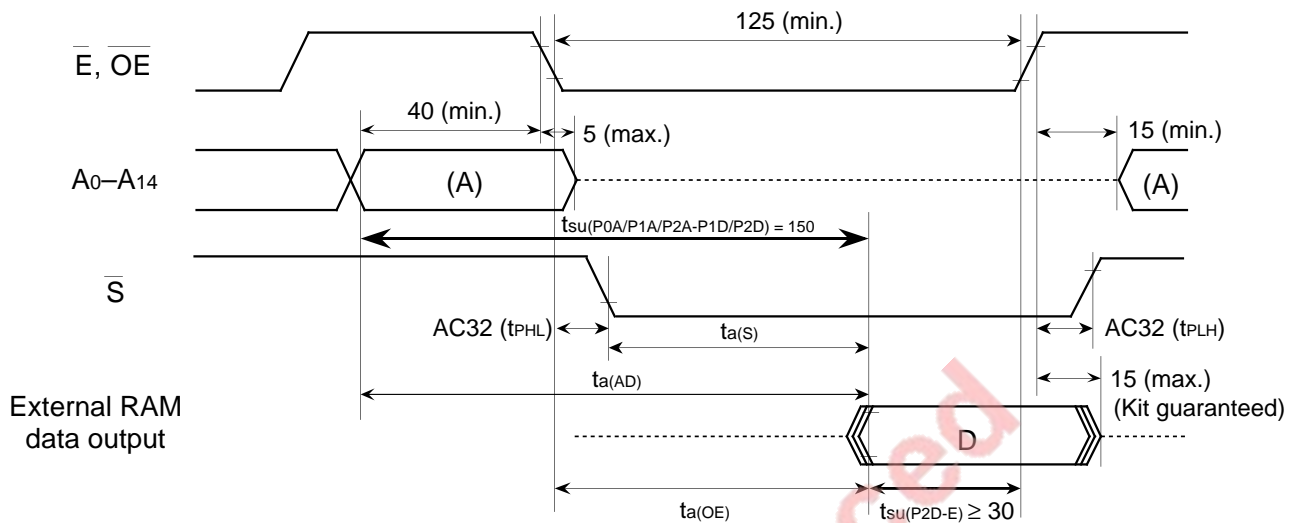 125 (min.)
E, OE
40 (min.)
5 (max.)
15 (min.)
A0–A14
(A)
(A)
tsu(P0A/P1A/P2A-P1D/P2D) = 150
S
AC32 (tPHL)
ta(S)
AC32 (tPLH)
ta(AD)
15 (max.)
(Kit guaranteed)
External RAM
data output
D
ta(OE)
tsu(P2D-E) ≥ 30